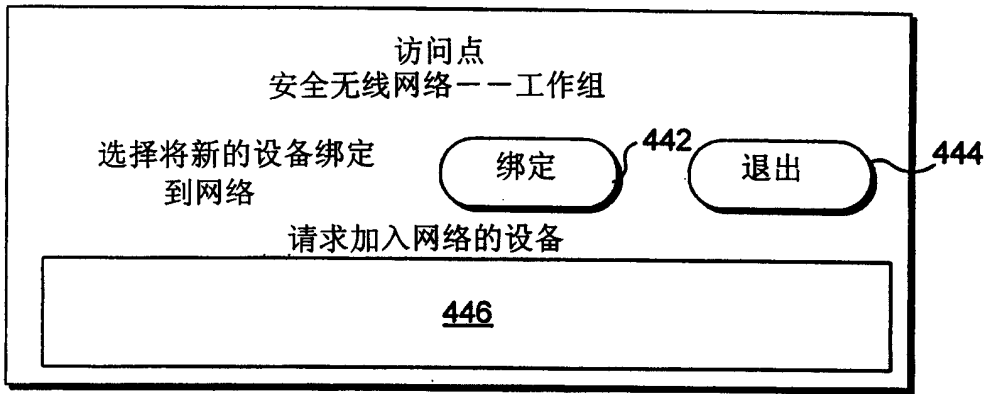 访问点
安全无线网络——工作组
选择将新的设备绑定
到网络
绑定
442
退出
444
请求加入网络的设备
446